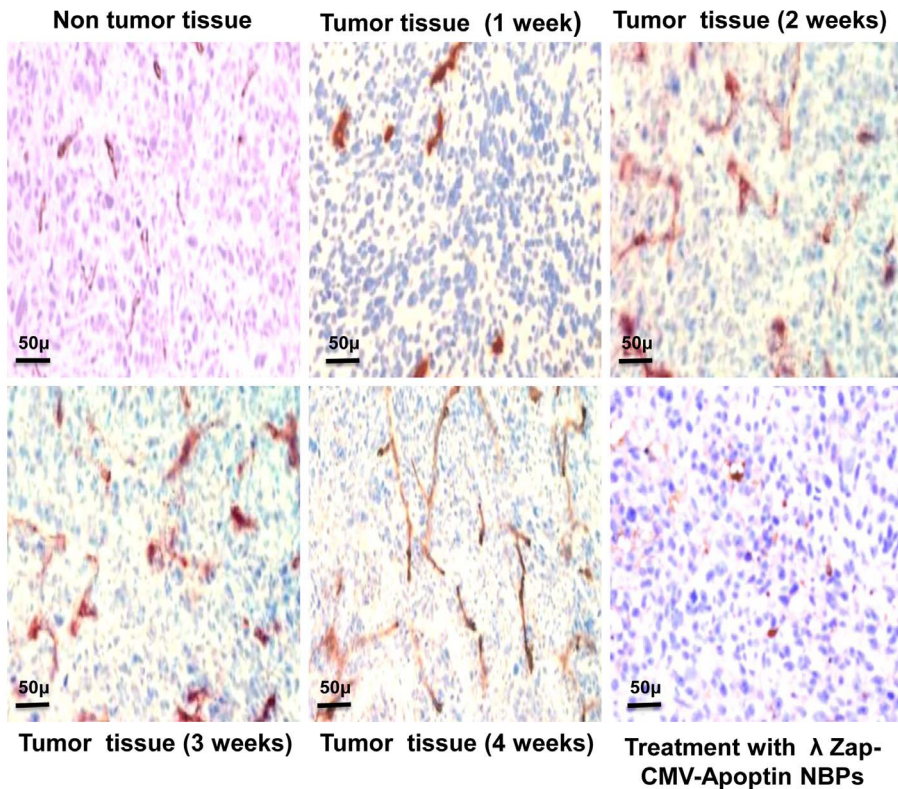 Non tumor tissue
Tumor tissue (1 week)
Tumor tissue (2 weeks)
50µ
50µ
50µ
50µ
50µ
50µ
Tumor tissue (3 weeks)
Tumor tissue (4 weeks)
Treatment with λ Zap-
CMV-Apoptin NBPs